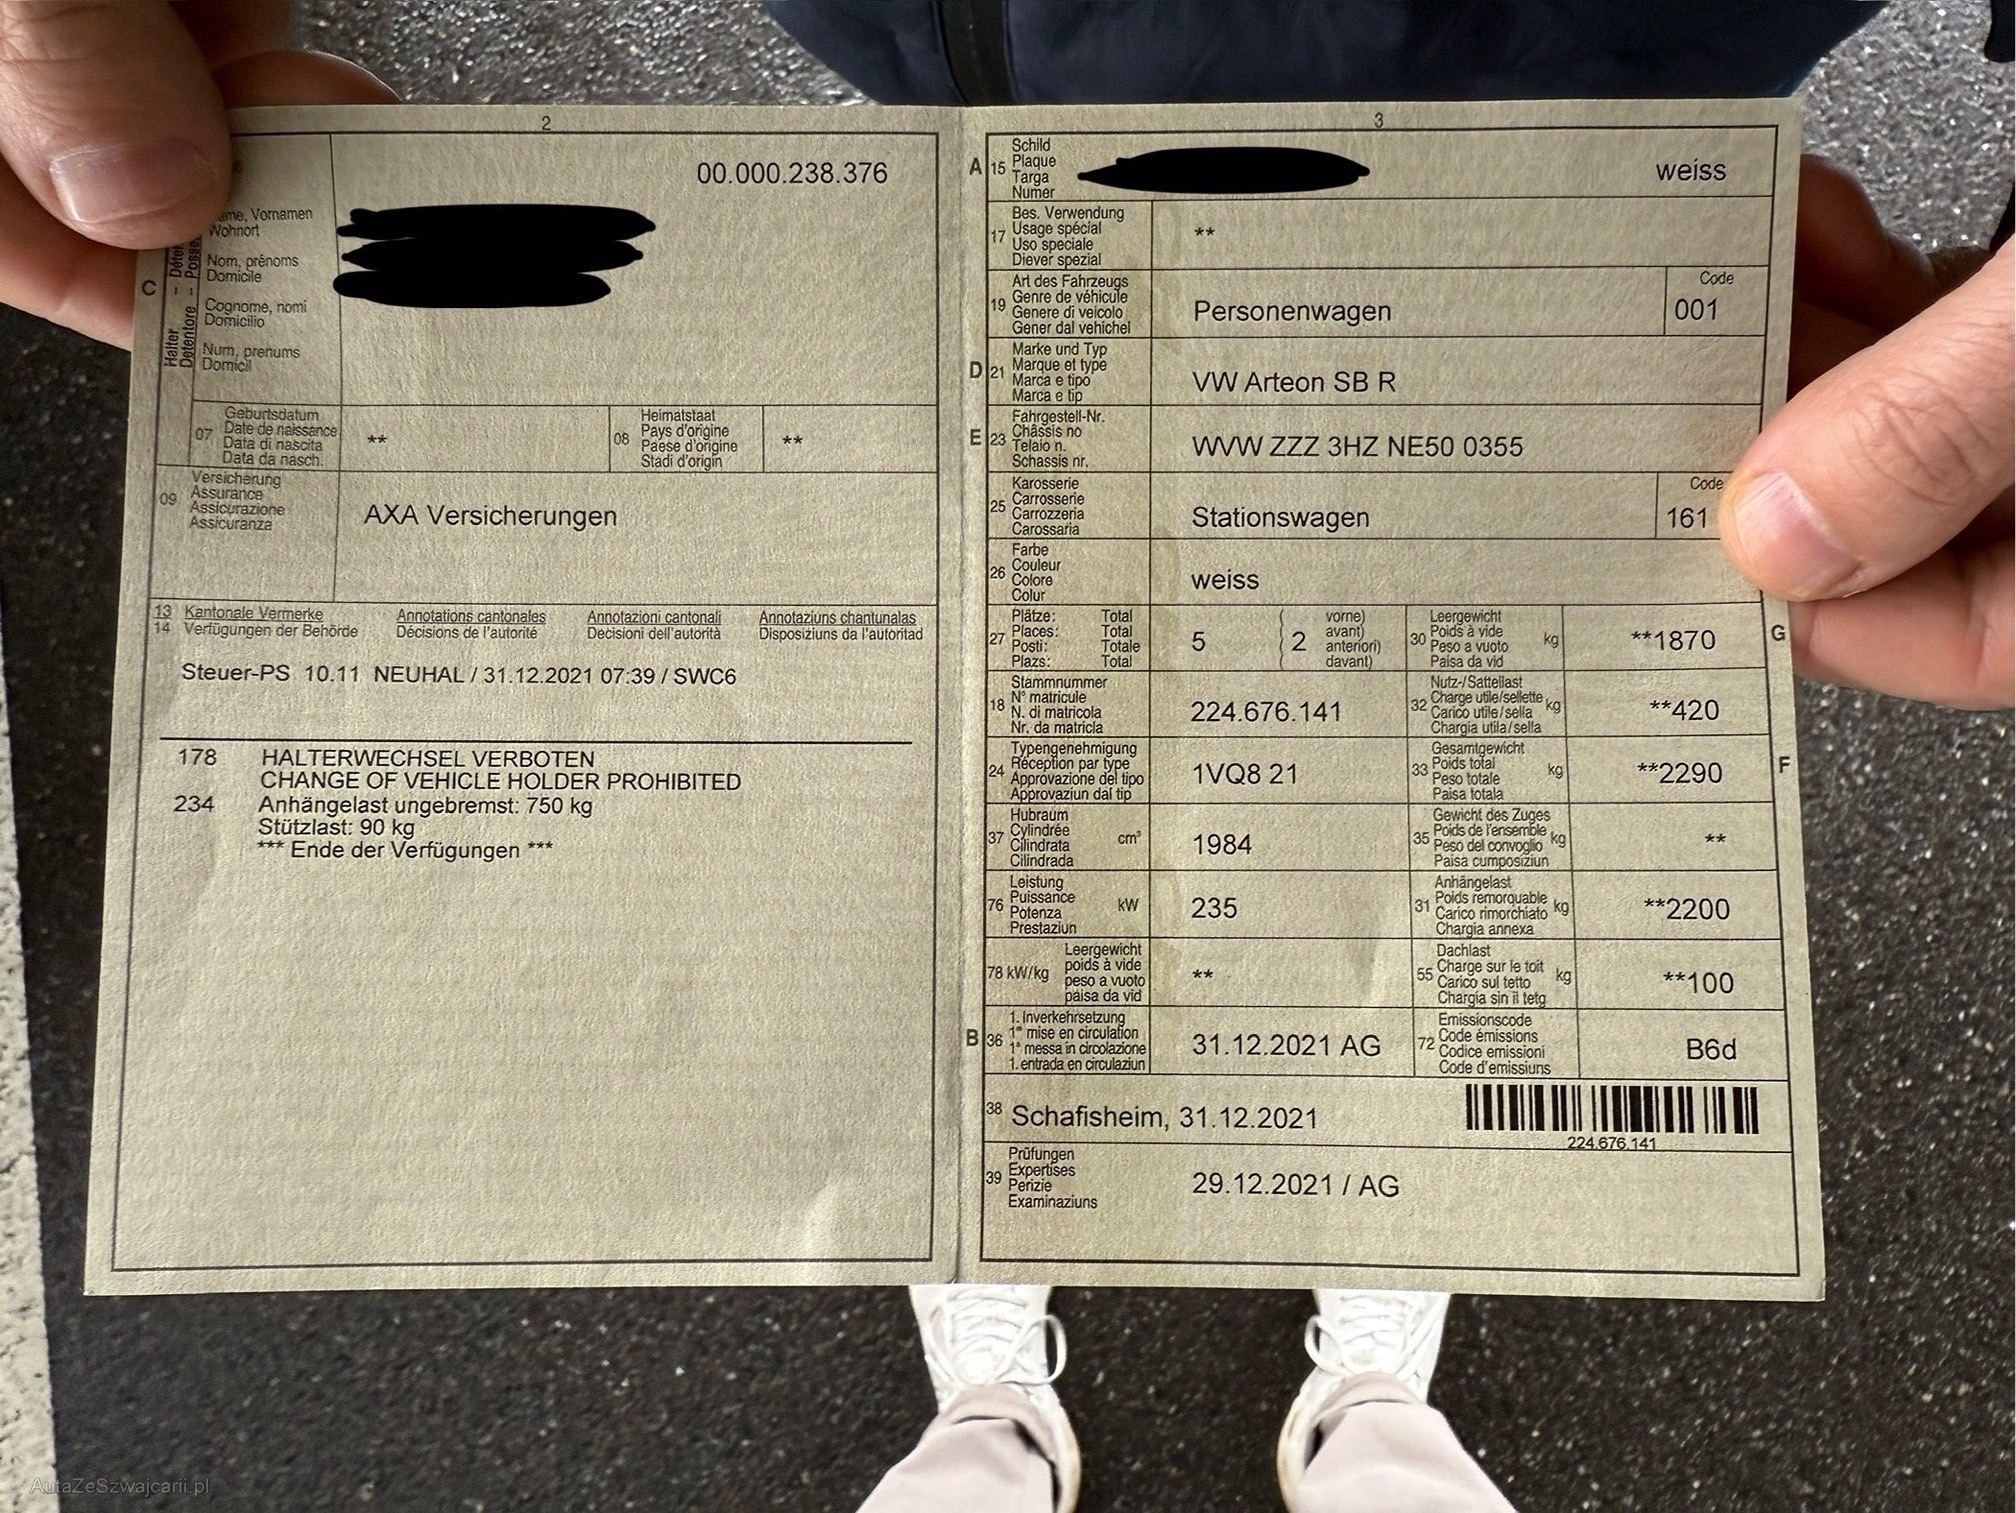 2
00.000.238.376
C
Halter - Déten
Detentore - Posse
me, Vornamen
Wohnort
Nom, prénoms
Domicile
Cognome, nomi
Domicilio
Num, prenums
Domicil
07
Geburtsdatum
Date de naissance
Data di nascita
Data da nasch.
**
08
Heimatstaat
Pays d'origine
Paese d'origine
Stadi d'origin
**
09
Versicherung
Assurance
Assicurazione
Assicuranza
AXA Versicherungen
13 Kantonale Vermerke Annotations cantonales Annotazioni cantonali Annotaziuns chantunalas
14 Verfügungen der Behörde Décisions de l'autorité Decisioni dell'autorità Disposiziuns da l'autoritad
Steuer-PS 10.11 NEUHAL / 31.12.2021 07:39 / SWC6
178 HALTERWECHSEL VERBOTEN
CHANGE OF VEHICLE HOLDER PROHIBITED
234 Anhängelast ungebremst: 750 kg
Stützlast: 90 kg
*** Ende der Verfügungen ***
3
A 15
Schild
Plaque
Targa
Numer
weiss
17
Bes. Verwendung
Usage spécial
Uso speciale
Diever spezial
**
19
Art des Fahrzeugs
Genre de véhicule
Genere di veicolo
Gener dal vehichel
Personenwagen
Code
001
D 21
Marke und Typ
Marque et type
Marca e tipo
Marca e tip
VW Arteon SB R
E 23
Fahrgestell-Nr.
Châssis no
Telaio n.
Schassis nr.
WVW ZZZ 3HZ NE50 0355
25
Karosserie
Carrosserie
Carrozzeria
Carossaria
Stationswagen
Code
161
26
Farbe
Couleur
Colore
Colur
weiss
27
Plätze: Total
Places: Total
Posti: Totale
Plazs: Total
5
2
vorne)
avant)
anteriori)
davant)
30
Leergewicht
Poids à vide
Peso a vuoto
Paisa da vid
kg
**1870
G
18
Stammnummer
N° matricule
N. di matricola
Nr. da matricla
224.676.141
32
Nutz-/Sattellast
Charge utile/sellette
Carico utile/sella
Chargia utila/sella
kg
**420
24
Typengenehmigung
Réception par type
Approvazione del tipo
Approvaziun dal tip
1VQ8 21
33
Gesamtgewicht
Poids total
Peso totale
Paisa totala
kg
**2290
F
37
Hubraum
Cylindrée
Cilindrata
Cilindrada
cm³
1984
35
Gewicht des Zuges
Poids de l'ensemble
Peso del convoglio
Paisa cumposiziun
kg
**
76
Leistung
Puissance
Potenza
Prestaziun
kW
235
31
Anhängelast
Poids remorquable
Carico rimorchiato
Chargia annexa
kg
**2200
78 kW/kg
Leergewicht
poids à vide
peso a vuoto
paisa da vid
**
55
Dachlast
Charge sur le toit
Carico sul tetto
Chargia sin il tetg
kg
**100
B 36
1. Inverkehrsetzung
1re mise en circulation
1a messa in circolazione
1. entrada en circulaziun
31.12.2021 AG
72
Emissionscode
Code émissions
Codice emissioni
Code d'emissiuns
B6d
38 Schafisheim, 31.12.2021
224.676.141
39
Prüfungen
Expertises
Perizie
Examinaziuns
29.12.2021 / AG
AutaZeSzwajcarii.pl